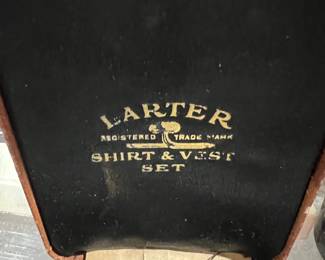 LARTER
REGISTERED TRADE MARK
SHIRT & VEST
SET